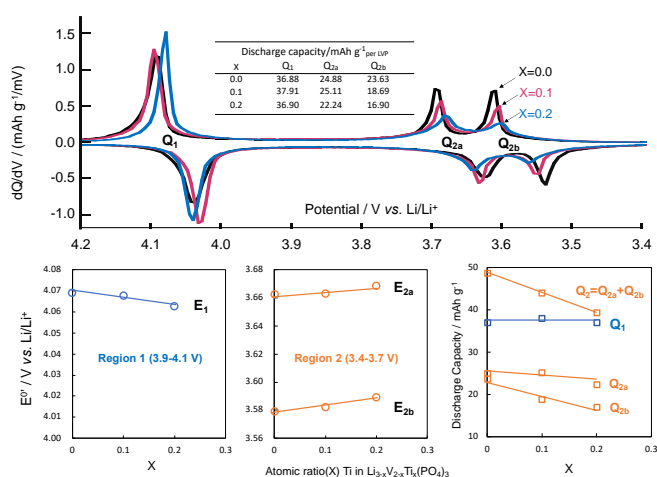 dQ/dV / (mAh g⁻¹/mV)
1.5
1.0
0.5
0.0
-0.5
-1.0
Discharge capacity/mAh g⁻¹per LVP
X Q₁ Q₂ₐ Q₂b
0.0 36.88 24.88 23.63
0.1 37.91 25.11 18.69
0.2 36.90 22.24 16.90
X=0.0
X=0.1
X=0.2
Q₁
Q₂ₐ
Q₂b
Potential / V vs. Li/Li⁺
4.2 4.1 4.0 3.9 3.8 3.7 3.6 3.5 3.4
E⁰' / V vs. Li/Li⁺
4.07
4.06
4.05
4.04
4.03
4.02
4.01
4.00
E₁
Region 1 (3.9-4.1 V)
0 0.1 0.2 0.3
X
3.68
3.66
3.64
3.62
3.60
3.58
3.56
E₂ₐ
Region 2 (3.4-3.7 V)
E₂b
0.0 0.1 0.2 0.3
Atomic ratio(X) Ti in Li₃₋ₓV₂₋ₓTiₓ(PO₄)₃
Discharge Capacity / mAh g⁻¹
50
40
30
20
10
Q₂=Q₂ₐ+Q₂b
Q₁
Q₂ₐ
Q₂b
0 0.1 0.2 0.3
X